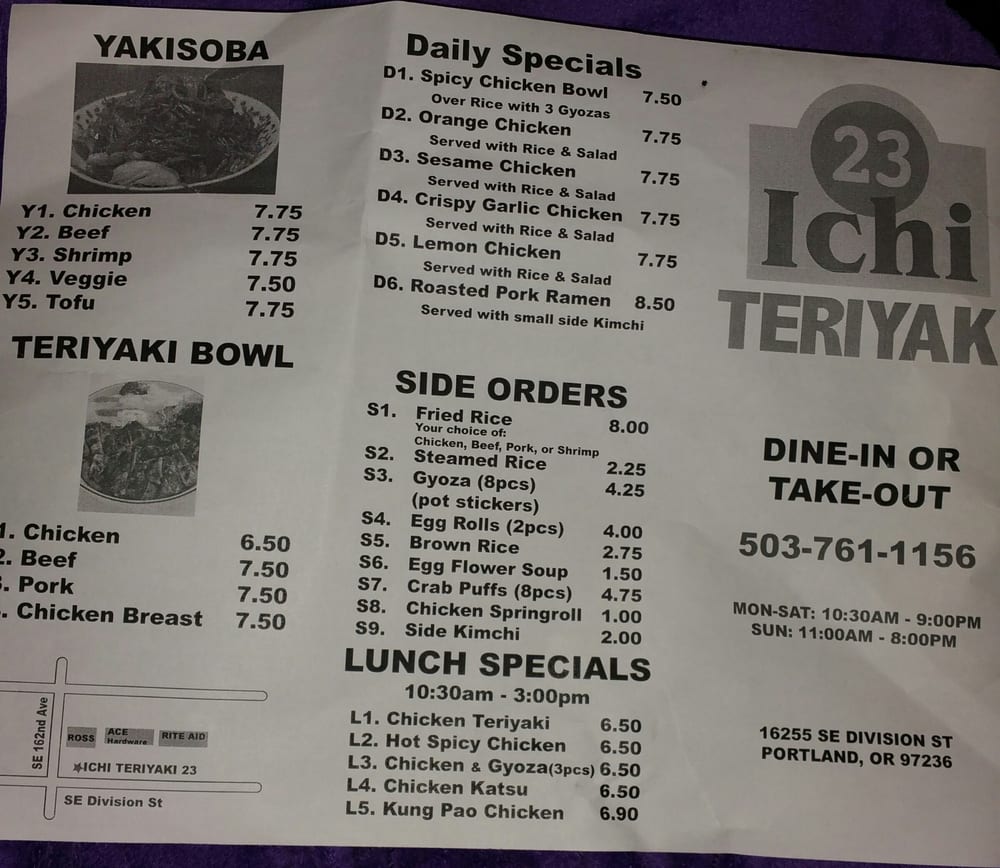 YAKISOBA
Y1. Chicken 7.75
Y2. Beef 7.75
Y3. Shrimp 7.75
Y4. Veggie 7.50
Y5. Tofu 7.75
TERIYAKI BOWL
1. Chicken 6.50
2. Beef 7.50
. Pork 7.50
. Chicken Breast 7.50
SE 162nd Ave
ROSS ACE Hardware RITE AID
ICHI TERIYAKI 23
SE Division St
Daily Specials
D1. Spicy Chicken Bowl 7.50
Over Rice with 3 Gyozas
D2. Orange Chicken 7.75
Served with Rice & Salad
D3. Sesame Chicken 7.75
Served with Rice & Salad
D4. Crispy Garlic Chicken 7.75
Served with Rice & Salad
D5. Lemon Chicken 7.75
Served with Rice & Salad
D6. Roasted Pork Ramen 8.50
Served with small side Kimchi
SIDE ORDERS
S1. Fried Rice 8.00
Your choice of:
Chicken, Beef, Pork, or Shrimp
S2. Steamed Rice 2.25
S3. Gyoza (8pcs) 4.25
(pot stickers)
S4. Egg Rolls (2pcs) 4.00
S5. Brown Rice 2.75
S6. Egg Flower Soup 1.50
S7. Crab Puffs (8pcs) 4.75
S8. Chicken Springroll 1.00
S9. Side Kimchi 2.00
LUNCH SPECIALS
10:30am - 3:00pm
L1. Chicken Teriyaki 6.50
L2. Hot Spicy Chicken 6.50
L3. Chicken & Gyoza(3pcs) 6.50
L4. Chicken Katsu 6.50
L5. Kung Pao Chicken 6.90
23
Ichi
TERIYAK
DINE-IN OR
TAKE-OUT
503-761-1156
MON-SAT: 10:30AM - 9:00PM
SUN: 11:00AM - 8:00PM
16255 SE DIVISION ST
PORTLAND, OR 97236